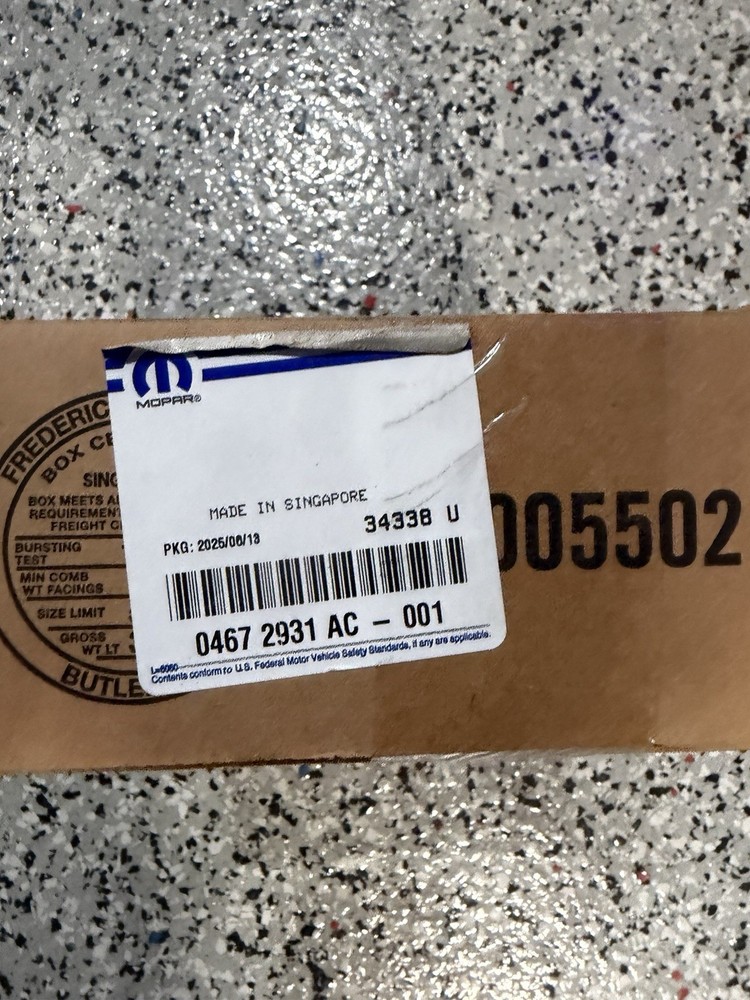 MOPAR®
MADE IN SINGAPORE
34338 U
PKG: 2025/06/13
0467 2931 AC – 001
L=6060
Contents conform to U.S. Federal Motor Vehicle Safety Standards, if any are applicable.
FREDERIC
BOX CE
SING
BOX MEETS A
REQUIREMEN
FREIGHT C
BURSTING
TEST
MIN COMB
WT FACINGS
SIZE LIMIT
GROSS
WT LT
BUTLE
005502